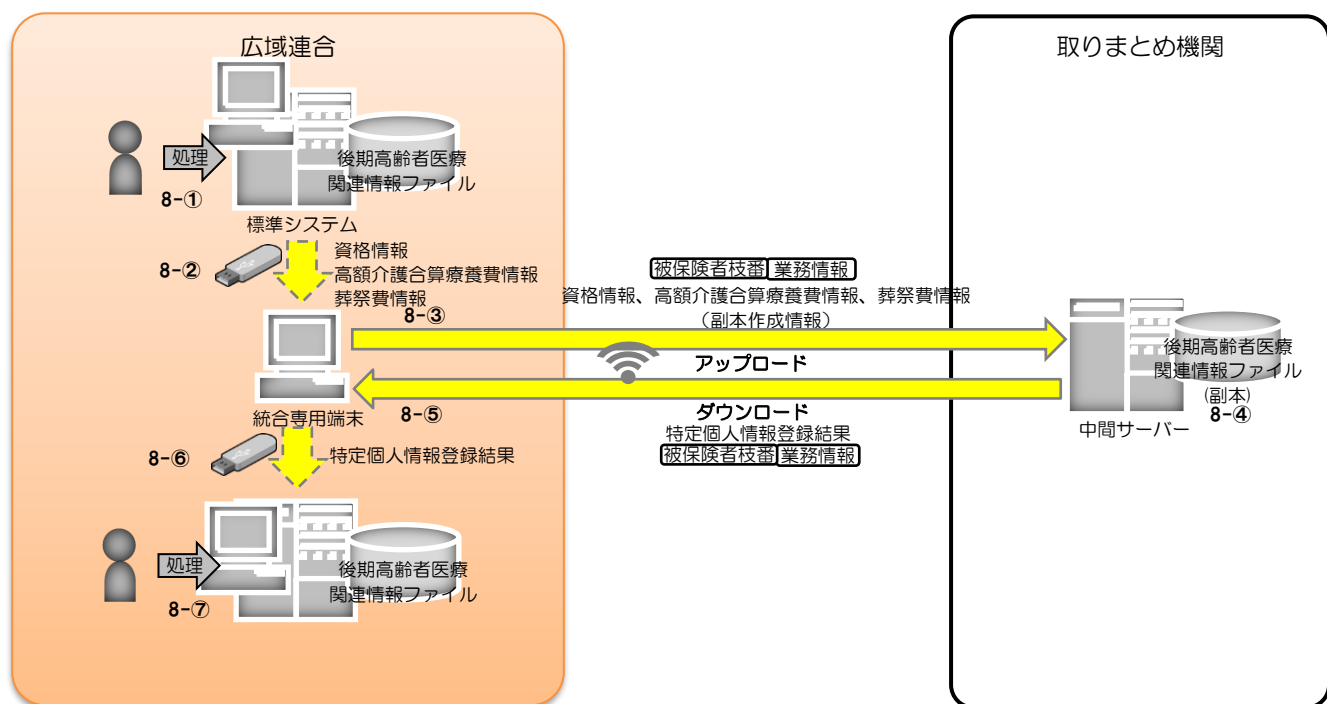 広域連合
処理
8-①
後期高齢者医療
関連情報ファイル
標準システム
8-②
資格情報
高額介護合算療養費情報
葬祭費情報
8-③
統合専用端末
8-⑤
8-⑥
特定個人情報登録結果
処理
8-⑦
後期高齢者医療
関連情報ファイル
被保険者枝番 業務情報
資格情報、高額介護合算療養費情報、葬祭費情報
(副本作成情報)
アップロード
ダウンロード
特定個人情報登録結果
被保険者枝番 業務情報
取りまとめ機関
後期高齢者医療
関連情報ファイル
(副本)
8-④
中間サーバー